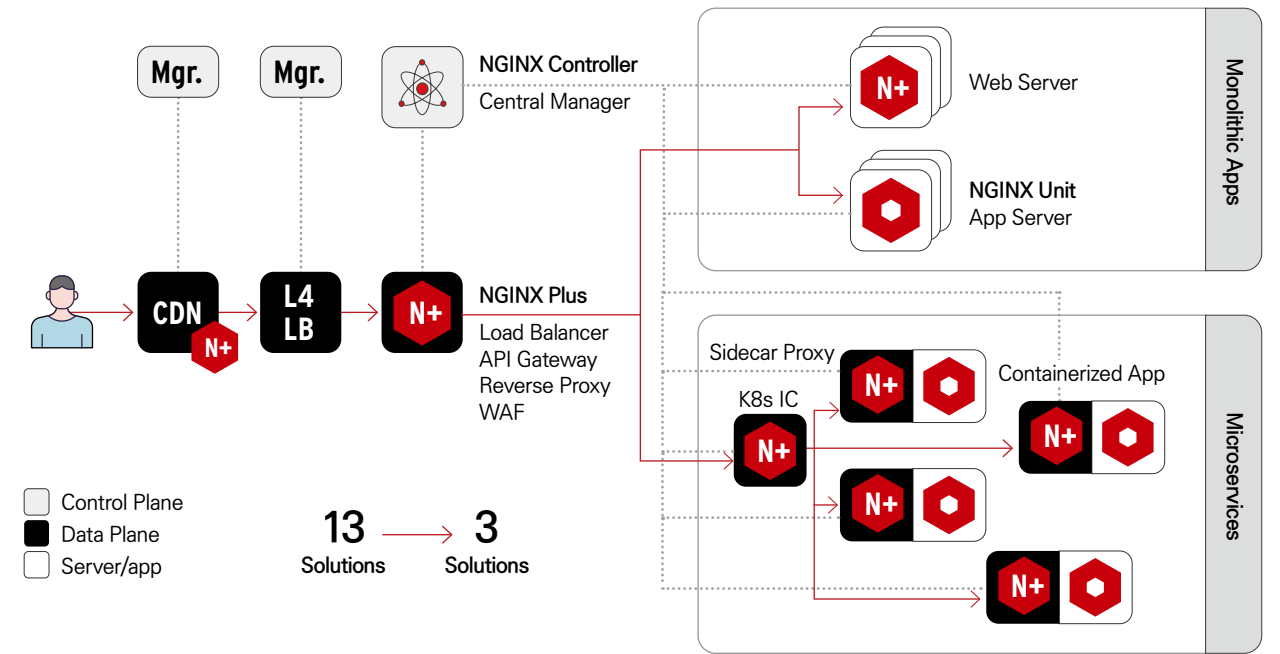 Mgr.
Mgr.
NGINX Controller
Central Manager
N+
Web Server
NGINX Unit
App Server
Monolithic Apps
CDN
N+
L4
LB
N+
NGINX Plus
Load Balancer
API Gateway
Reverse Proxy
WAF
Sidecar Proxy
N+
Containerized App
K8s IC
N+
N+
N+
N+
Microservices
Control Plane
Data Plane
Server/app
13
Solutions
3
Solutions